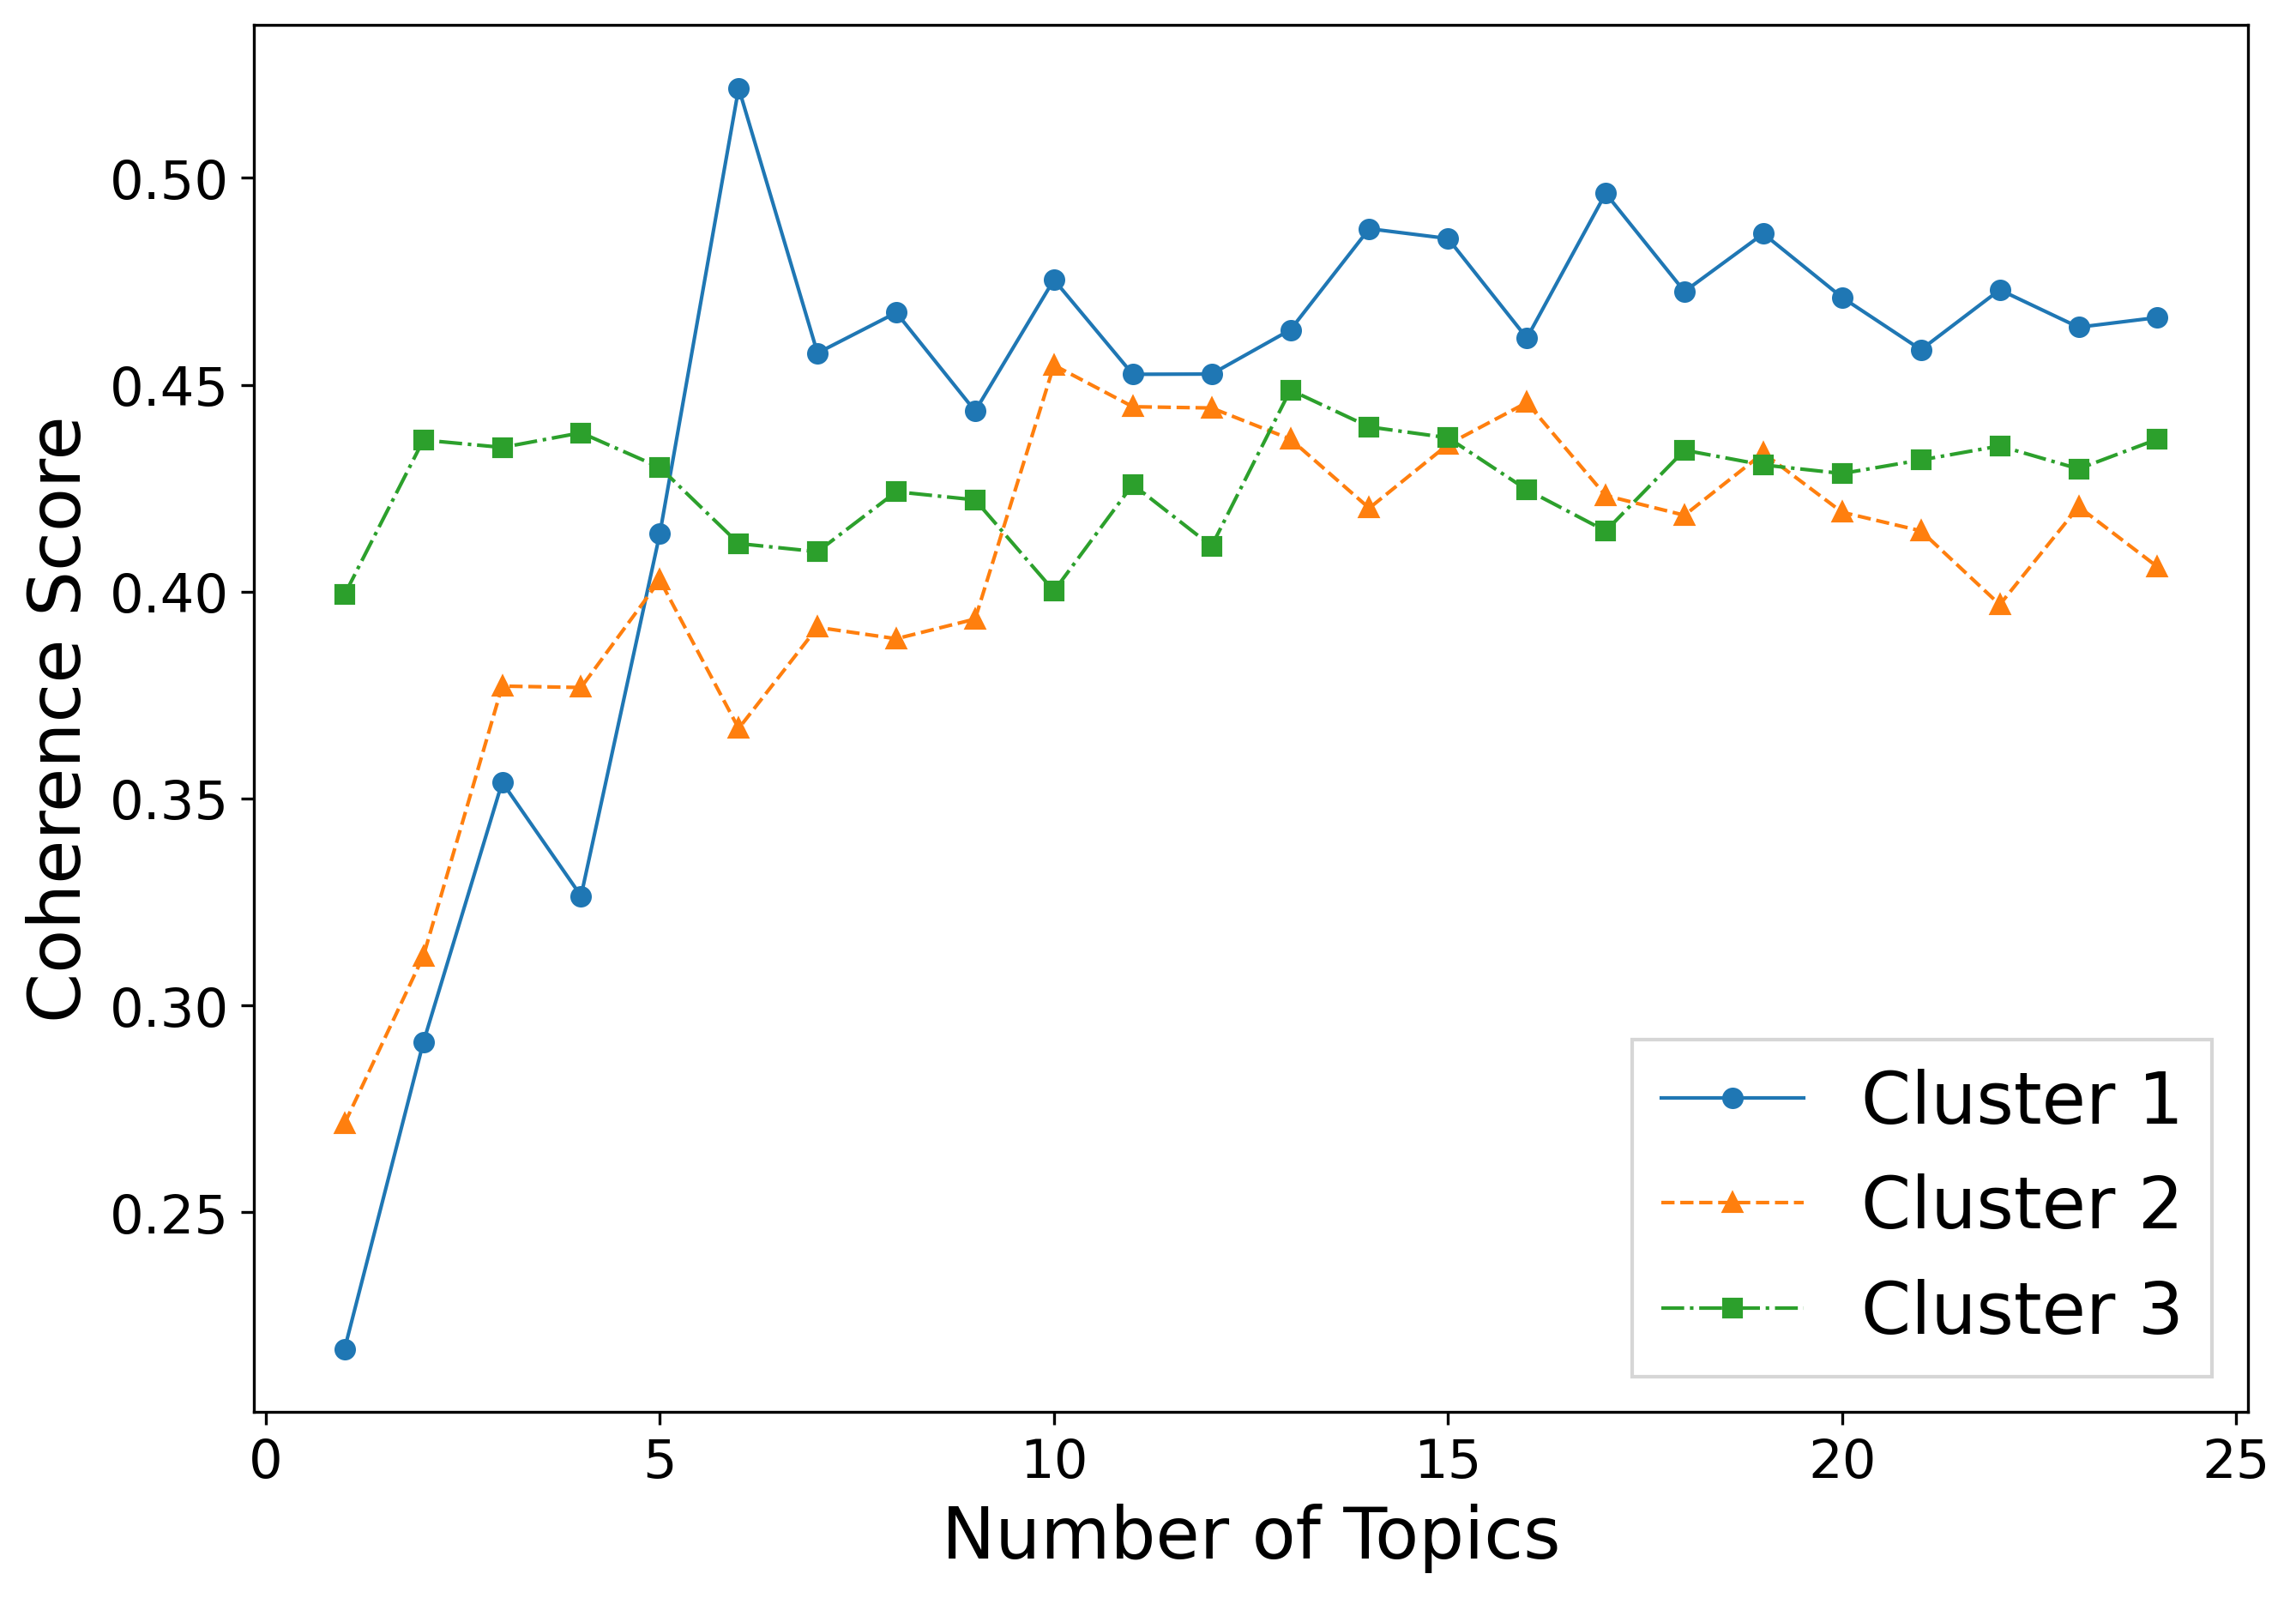 0.50
0.45
0.40
0.35
0.30
0.25
Coherence Score
0 5 10 15 20 25
Number of Topics
Cluster 1
Cluster 2
Cluster 3